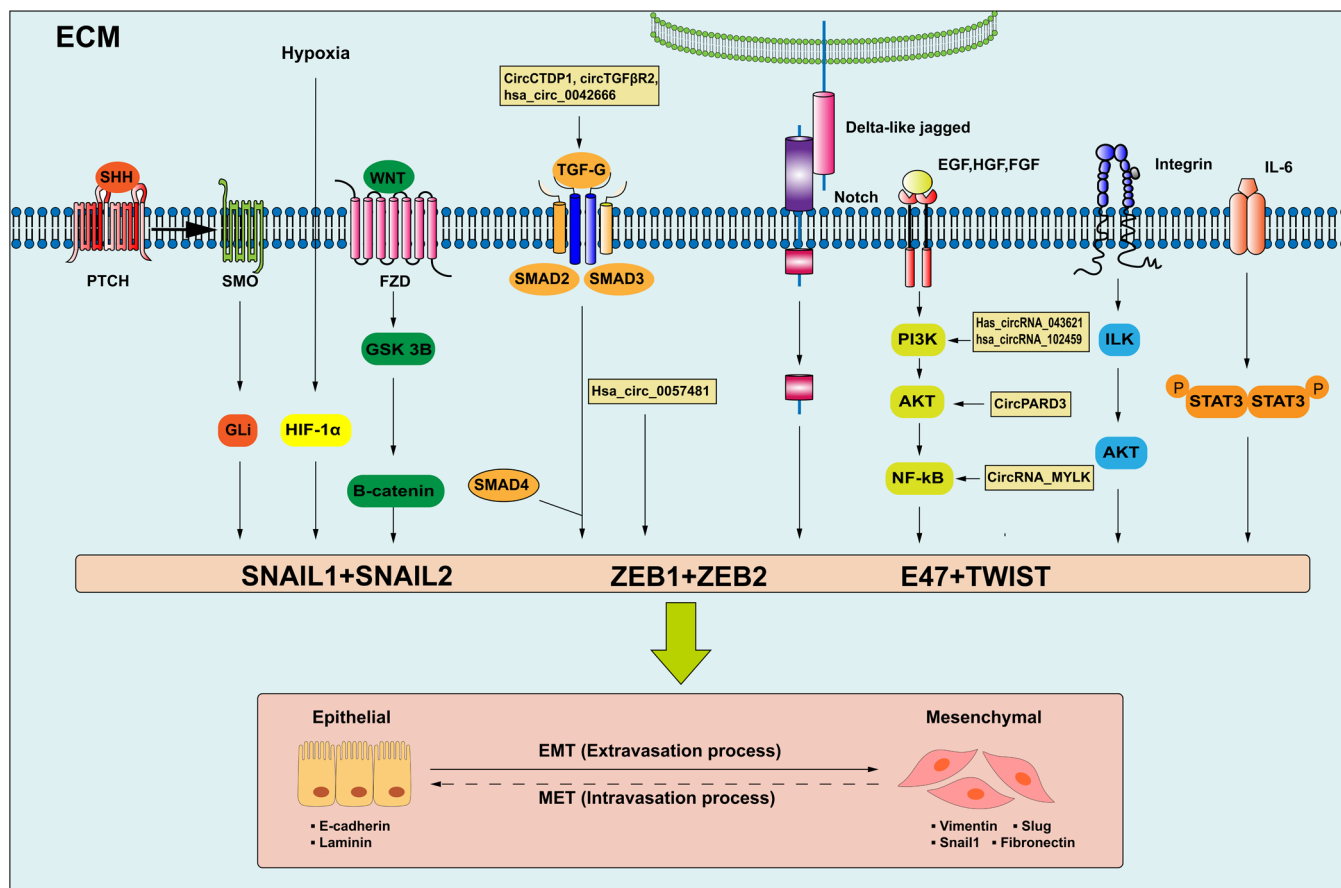 ECM
Hypoxia
CircCTDP1, circTGFβR2,
hsa_circ_0042666
Delta-like jagged
EGF,HGF,FGF
Integrin
IL-6
SHH
WNT
TGF-G
Notch
PTCH
SMO
FZD
SMAD2
SMAD3
GSK 3B
PI3K
Has_circRNA_043621
hsa_circRNA_102459
ILK
Hsa_circ_0057481
AKT
CircPARD3
P
P
STAT3
STAT3
GLi
HIF-1α
AKT
B-catenin
SMAD4
NF-kB
CircRNA_MYLK
SNAIL1+SNAIL2
ZEB1+ZEB2
E47+TWIST
Epithelial
Mesenchymal
EMT (Extravasation process)
MET (Intravasation process)
▪ E-cadherin
▪ Laminin
▪ Vimentin ▪ Slug
▪ Snail1 ▪ Fibronectin